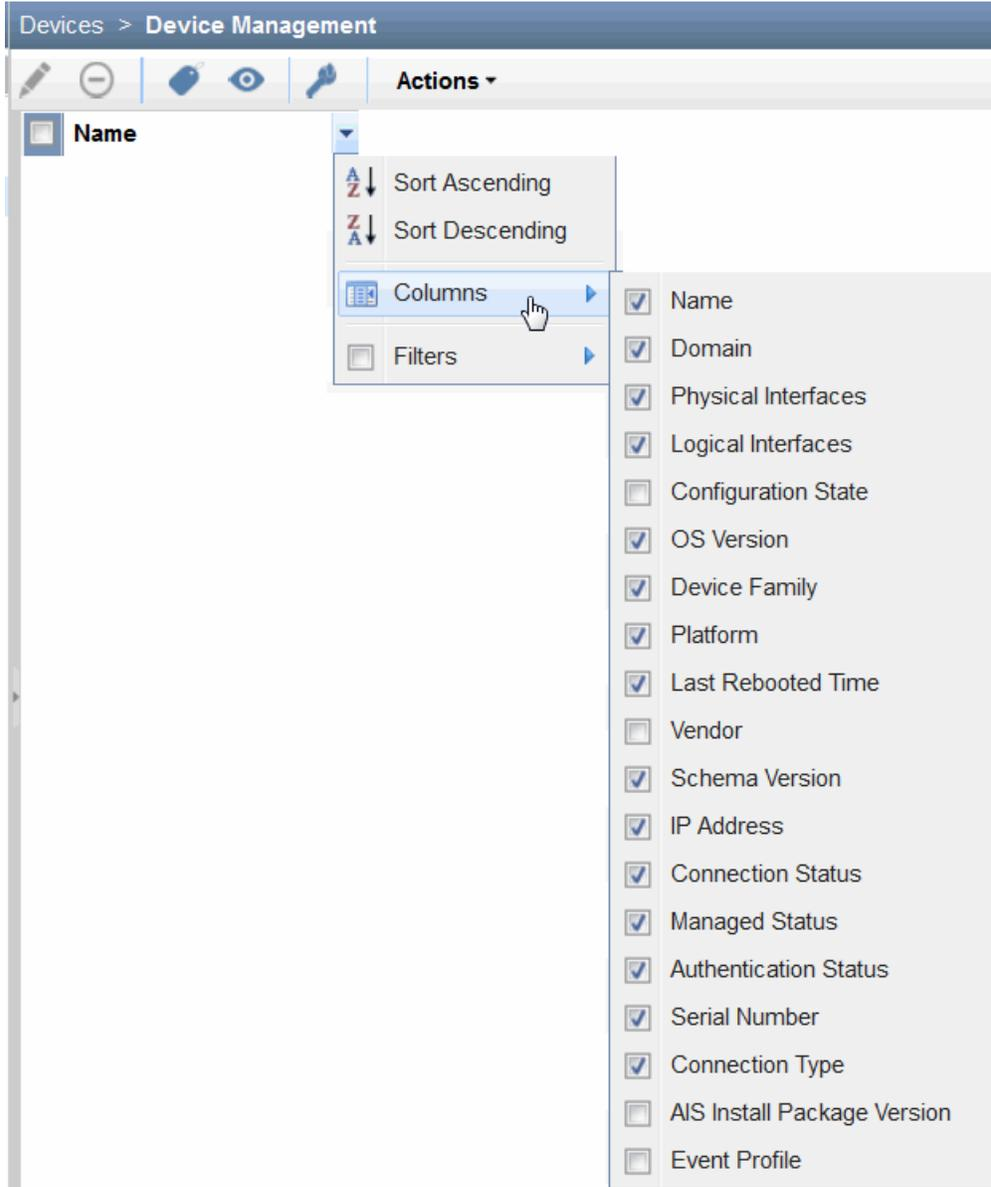 Devices > Device Management
Actions
Name
Sort Ascending
Sort Descending
Columns
Filters
Name
Domain
Physical Interfaces
Logical Interfaces
Configuration State
OS Version
Device Family
Platform
Last Rebooted Time
Vendor
Schema Version
IP Address
Connection Status
Managed Status
Authentication Status
Serial Number
Connection Type
AIS Install Package Version
Event Profile